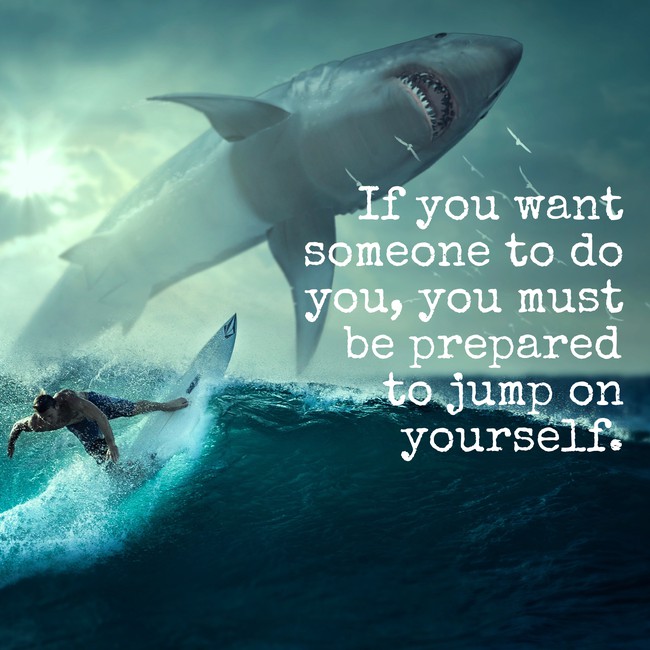 If you want
someone to do
you, you must
be prepared
to jump on
yourself.